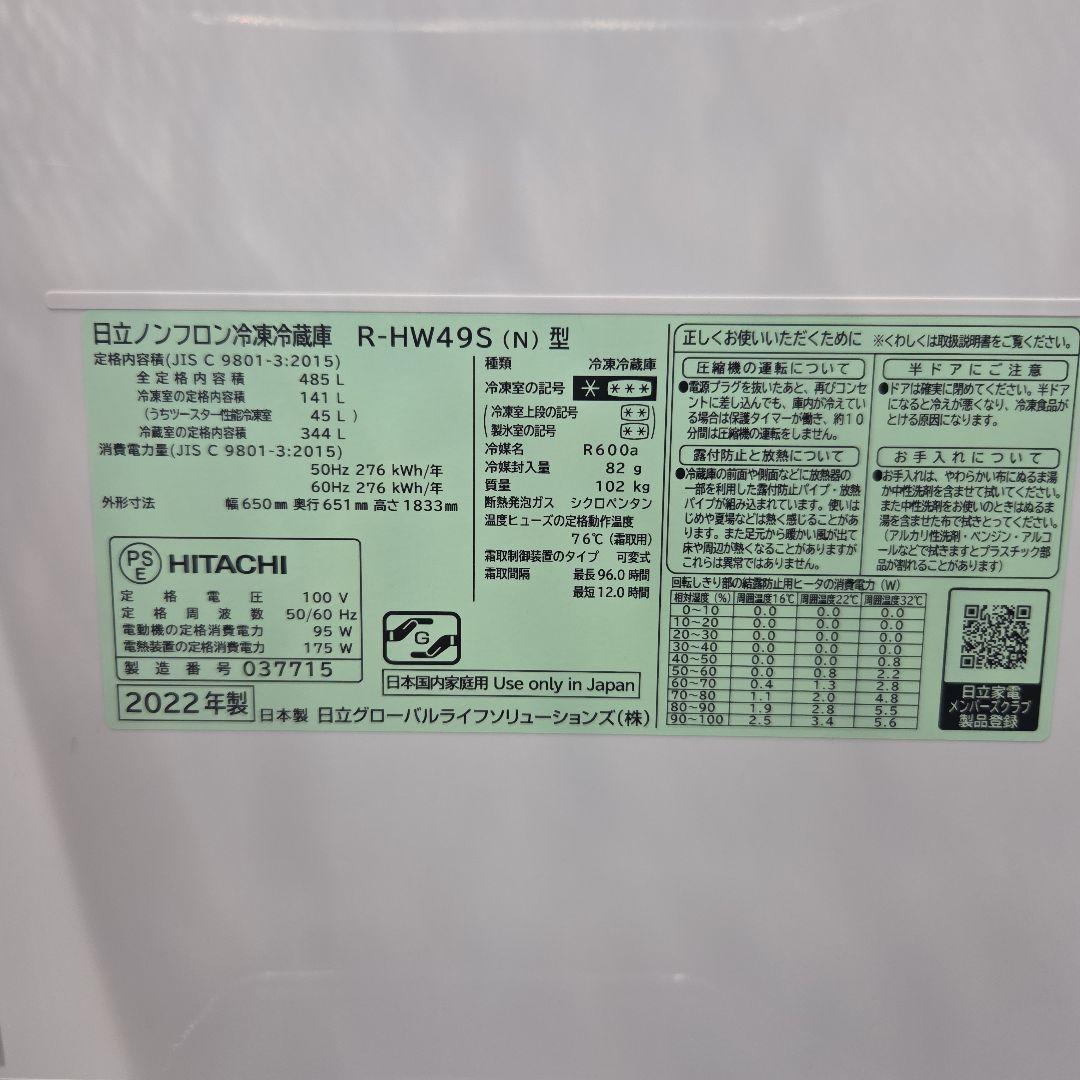 日立ノンフロン冷凍冷蔵庫 R-HW49S (N) 型
定格内容積(JIS C 9801-3:2015)
全定格内容積 485 L
冷凍室の定格内容積 141 L
(うちツースター性能冷凍室 45 L )
冷蔵室の定格内容積 344 L
消費電力量(JIS C 9801-3:2015)
50Hz 276 kWh/年
60Hz 276 kWh/年
外形寸法 幅650㎜ 奥行651㎜ 高さ1833㎜
PS E HITACHI
定格電圧 100 V
定格周波数 50/60 Hz
電動機の定格消費電力 95 W
電熱装置の定格消費電力 175 W
製造番号 037715
2022年製
日本製 日立グローバルライフソリューションズ(株)
種類 冷凍冷蔵庫
冷凍室の記号 * ***
冷凍室上段の記号 **
製氷室の記号 **
冷媒名 R600a
冷媒封入量 82 g
質量 102 kg
断熱発泡ガス シクロペンタン
温度ヒューズの定格動作温度
76℃(霜取用)
霜取制御装置のタイプ 可変式
霜取間隔 最長96.0時間
最短12.0時間
G
日本国内家庭用 Use only in Japan
正しくお使いいただくために ※くわしくは取扱説明書をご覧ください。
圧縮機の運転について
●電源プラグを抜いたあと、再びコンセ
ントに差し込んでも、庫内が冷えてい
る場合は保護タイマーが働き、約10
分間は圧縮機の運転をしません。
露付防止と放熱について
●冷蔵庫の前面や側面などに放熱器の
一部を利用した露付防止パイプ・放熱
パイプが組み込まれています。使いは
じめや夏場などは熱く感じることがあ
ります。また足元から暖かい風が出て
床や周辺が熱くなることがありますが
これらは異常ではありません。
半ドアにご注意
●ドアは確実に閉めてください。半ドア
になると冷えが悪くなり、冷凍食品が
とける原因になります。
お手入れについて
●お手入れは、やわらかい布にぬるま湯
か中性洗剤を含ませて拭いてください。
また中性洗剤をお使いのときはぬるま
湯を含ませた布で拭きとってください。
(アルカリ性洗剤・ベンジン・アルコ
ールなどで拭きますとプラスチック部
品が割れることがあります)
回転しきり部の結露防止用ヒータの消費電力(W)
相対湿度(%) 周囲温度16℃ 周囲温度22℃ 周囲温度32℃
0~10 0.0 0.0 0.0
10~20 0.0 0.0 0.0
20~30 0.0 0.0 0.0
30~40 0.0 0.0 0.0
40~50 0.0 0.0 0.8
50~60 0.0 0.8 2.2
60~70 0.4 1.3 2.8
70~80 1.1 2.0 4.8
80~90 1.9 2.8 5.5
90~100 2.5 3.4 5.6
日立家電
メンバーズクラブ
製品登録